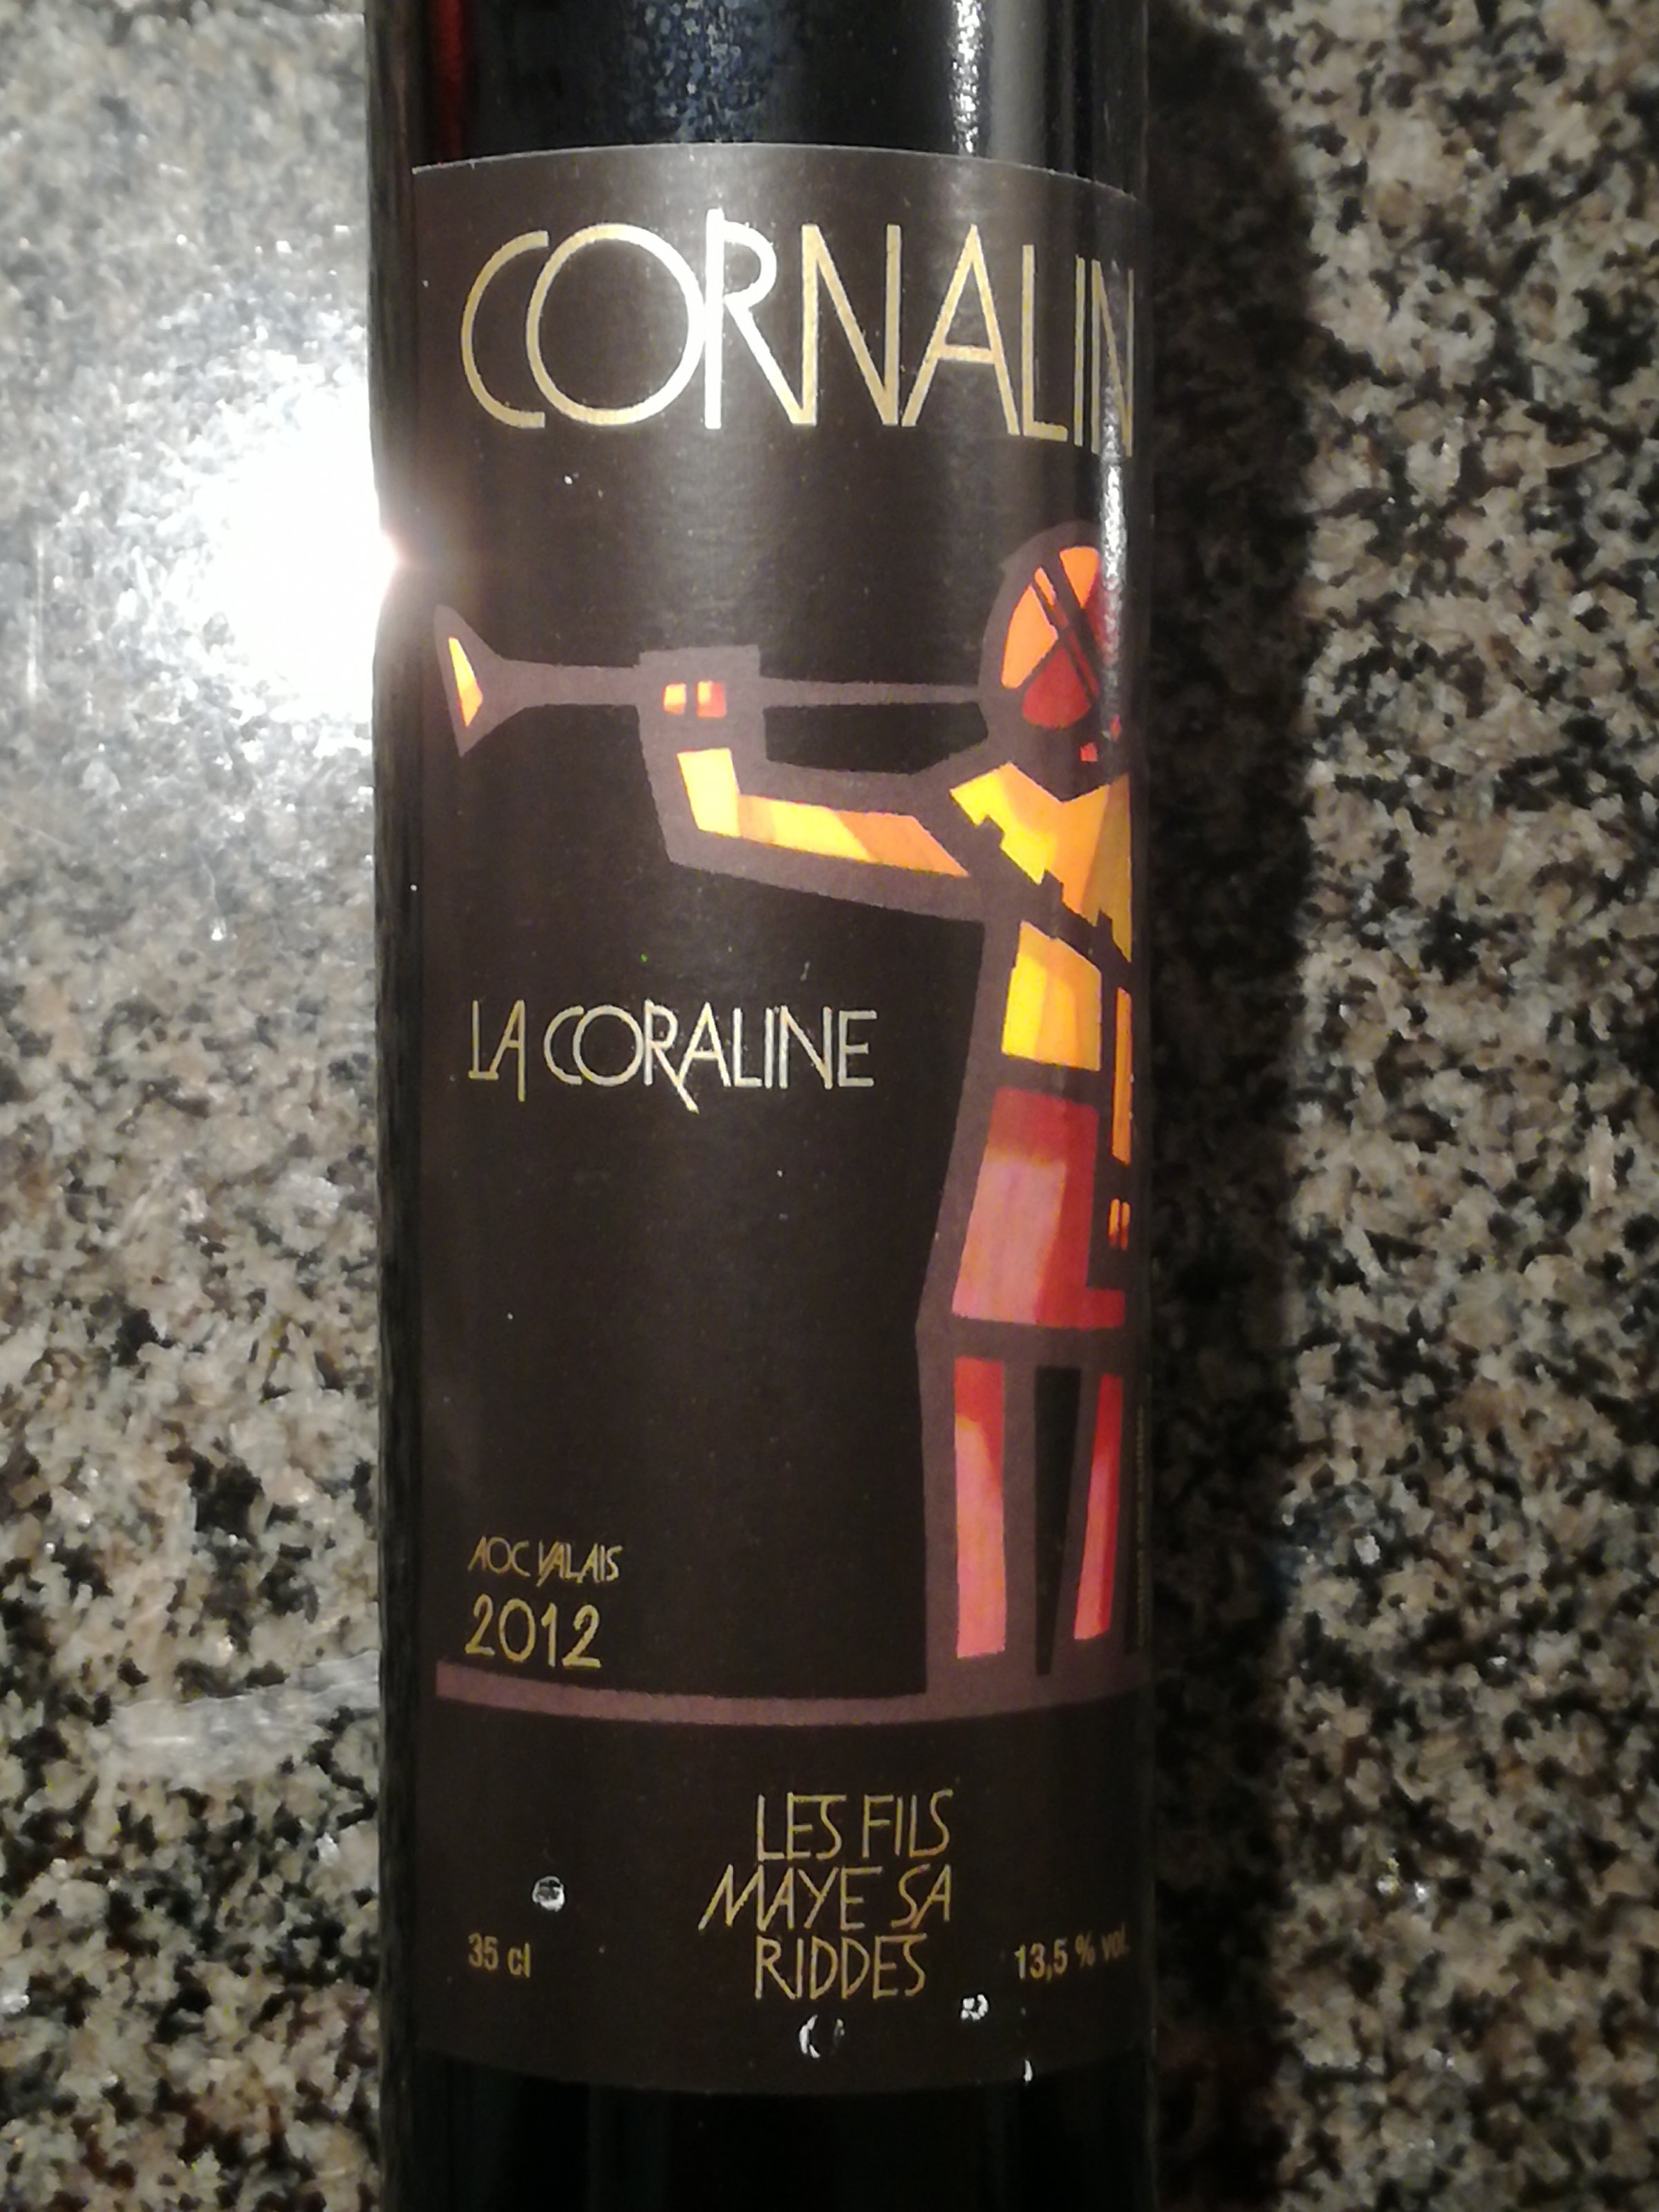 CORNALIN
LA CORALINE
AOC VALAIS
2012
LES FILS
MAYE SA
RIDDES
35 cl
13,5 % vol.